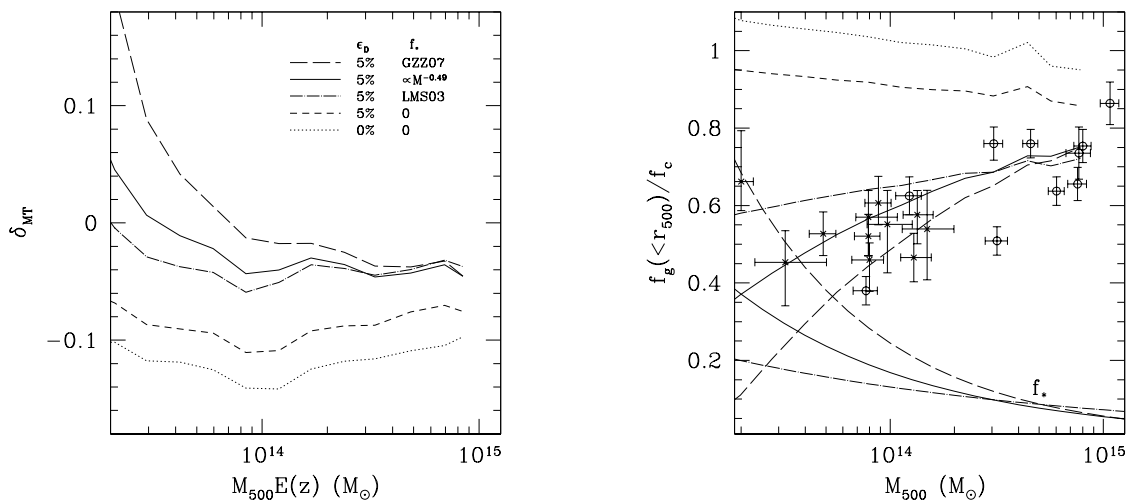 ϵ_D f_*
5% GZZ07
5% ∝M^−0.49
5% LMS03
5% 0
0% 0
0.1
0
−0.1
δ_MT
10^14
10^15
M_500E(z) (M_⊙)
1
0.8
0.6
0.4
0.2
f_g(<r_500)/f_c
f_*
10^14
10^15
M_500 (M_⊙)